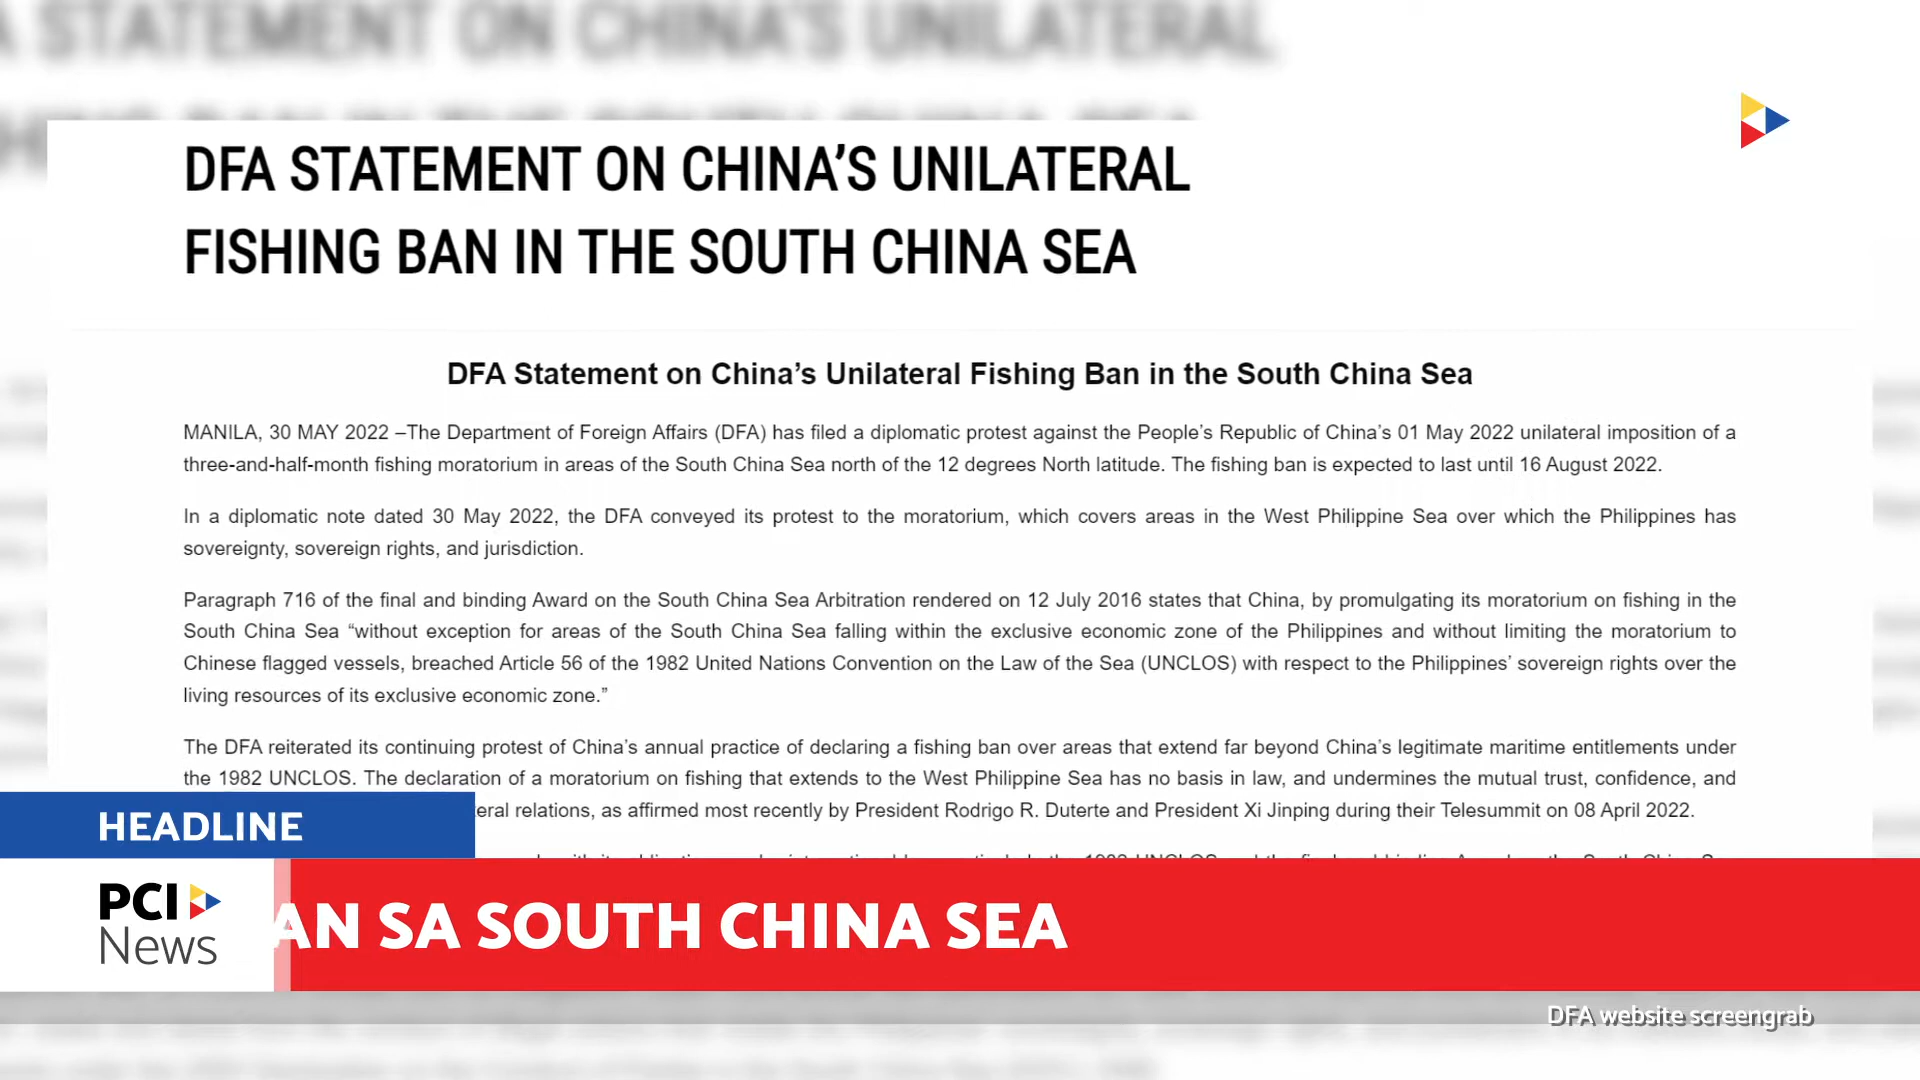 DFA STATEMENT ON CHINA’S UNILATERAL
FISHING BAN IN THE SOUTH CHINA SEA
DFA Statement on China’s Unilateral Fishing Ban in the South China Sea
MANILA, 30 MAY 2022 –The Department of Foreign Affairs (DFA) has filed a diplomatic protest against the People’s Republic of China’s 01 May 2022 unilateral imposition of a
three-and-half-month fishing moratorium in areas of the South China Sea north of the 12 degrees North latitude. The fishing ban is expected to last until 16 August 2022.
In a diplomatic note dated 30 May 2022, the DFA conveyed its protest to the moratorium, which covers areas in the West Philippine Sea over which the Philippines has
sovereignty, sovereign rights, and jurisdiction.
Paragraph 716 of the final and binding Award on the South China Sea Arbitration rendered on 12 July 2016 states that China, by promulgating its moratorium on fishing in the
South China Sea “without exception for areas of the South China Sea falling within the exclusive economic zone of the Philippines and without limiting the moratorium to
Chinese flagged vessels, breached Article 56 of the 1982 United Nations Convention on the Law of the Sea (UNCLOS) with respect to the Philippines’ sovereign rights over the
living resources of its exclusive economic zone.”
The DFA reiterated its continuing protest of China’s annual practice of declaring a fishing ban over areas that extend far beyond China’s legitimate maritime entitlements under
the 1982 UNCLOS. The declaration of a moratorium on fishing that extends to the West Philippine Sea has no basis in law, and undermines the mutual trust, confidence, and
relations, as affirmed most recently by President Rodrigo R. Duterte and President Xi Jinping during their Telesummit on 08 April 2022.
HEADLINE
PCI
News
AN SA SOUTH CHINA SEA
DFA website screengrab